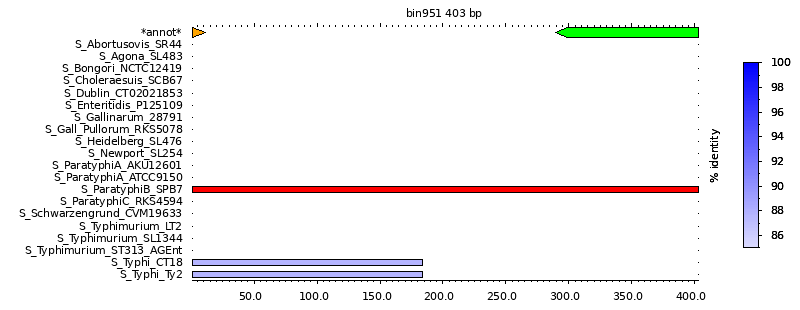 bin951 403 bp
*annot*
S_Abortusovis_SR44
S_Agona_SL483
S_Bongori_NCTC12419
S_Choleraesuis_SCB67
S_Dublin_CT02021853
S_Enteritidis_P125109
S_Gallinarum_28791
S_Gall_Pullorum_RKS5078
S_Heidelberg_SL476
S_Newport_SL254
S_ParatyphiA_AKU12601
S_ParatyphiA_ATCC9150
S_ParatyphiB_SPB7
S_ParatyphiC_RKS4594
S_Schwarzengrund_CVM19633
S_Typhimurium_LT2
S_Typhimurium_SL1344
S_Typhimurium_ST313_AGEnt
S_Typhi_CT18
S_Typhi_Ty2
50.0 100.0 150.0 200.0 250.0 300.0 350.0 400.0
% identity
100
98
96
94
92
90
88
86